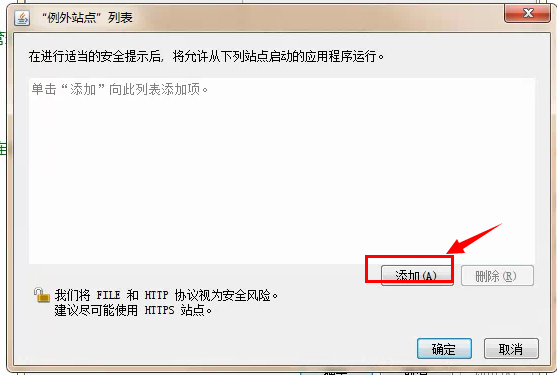 “例外站点” 列表
在进行适当的安全提示后，将允许从下列站点启动的应用程序运行。
单击“添加”向此列表添加项。
添加(A)
删除(R)
我们将 FILE 和 HTTP 协议视为安全风险。
建议尽可能使用 HTTPS 站点。
确定
取消